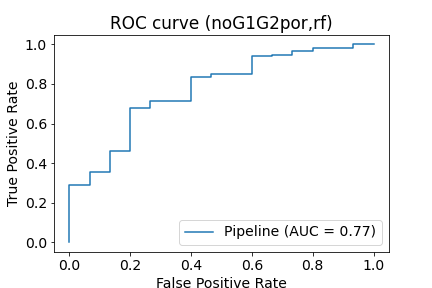 ROC curve (noG1G2por,rf)
True Positive Rate
1.0
0.8
0.6
0.4
0.2
0.0
Pipeline (AUC = 0.77)
0.0 0.2 0.4 0.6 0.8 1.0
False Positive Rate